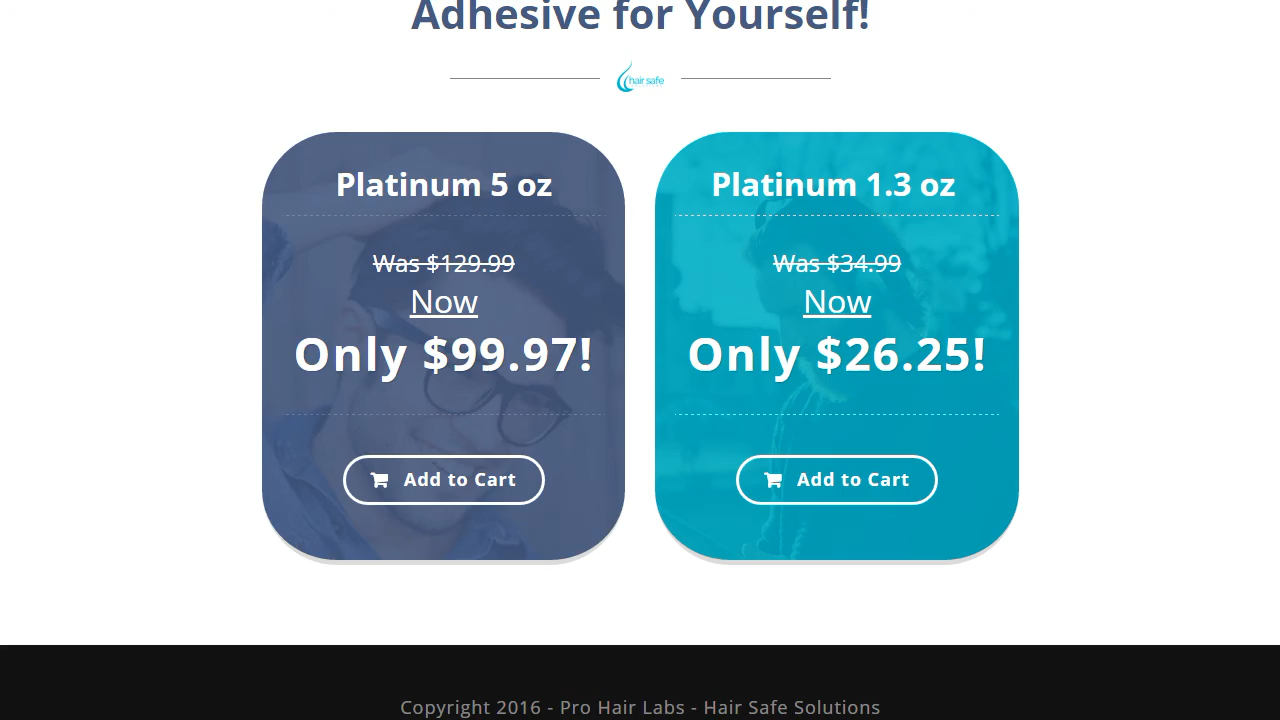 Adhesive for Yourself!
hair safe
Platinum 5 oz
Was $129.99
Now
Only $99.97!
Add to Cart
Platinum 1.3 oz
Was $34.99
Now
Only $26.25!
Add to Cart
Copyright 2016 - Pro Hair Labs - Hair Safe Solutions